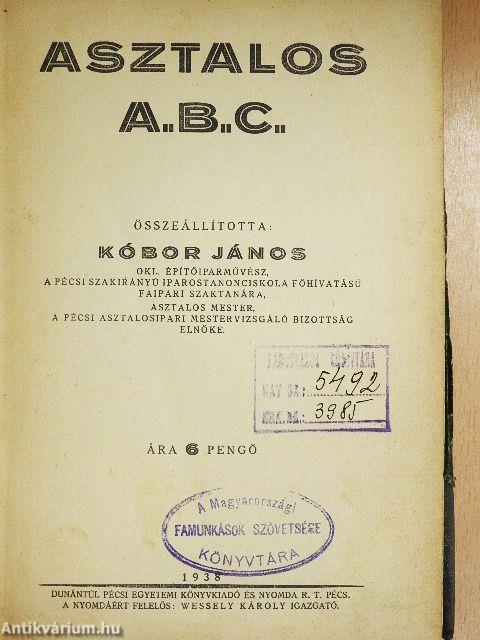 ASZTALOS
A.B.C.
ÖSSZEÁLLÍTOTTA:
KÓBOR JÁNOS
OKL. ÉPÍTŐIPARMŰVÉSZ,
A PÉCSI SZAKIRÁNYÚ IPAROSTANONCISKOLA FŐHIVATÁSÚ
FAIPARI SZAKTANÁRA,
ASZTALOS MESTER,
A PÉCSI ASZTALOSIPARI MESTERVIZSGÁLÓ BIZOTTSÁG
ELNÖKE.
KÖNYVTÁRA
5492
3985
ÁRA 6 PENGŐ
A Magyarországi
FAMUNKÁSOK SZÖVETSÉGE
KÖNYVTÁRA
1938
DUNÁNTÚL PÉCSI EGYETEMI KÖNYVKIADÓ ÉS NYOMDA R. T. PÉCS.
A NYOMDÁÉRT FELELŐS: WESSELY KÁROLY IGAZGATÓ.
Antikvárium.hu